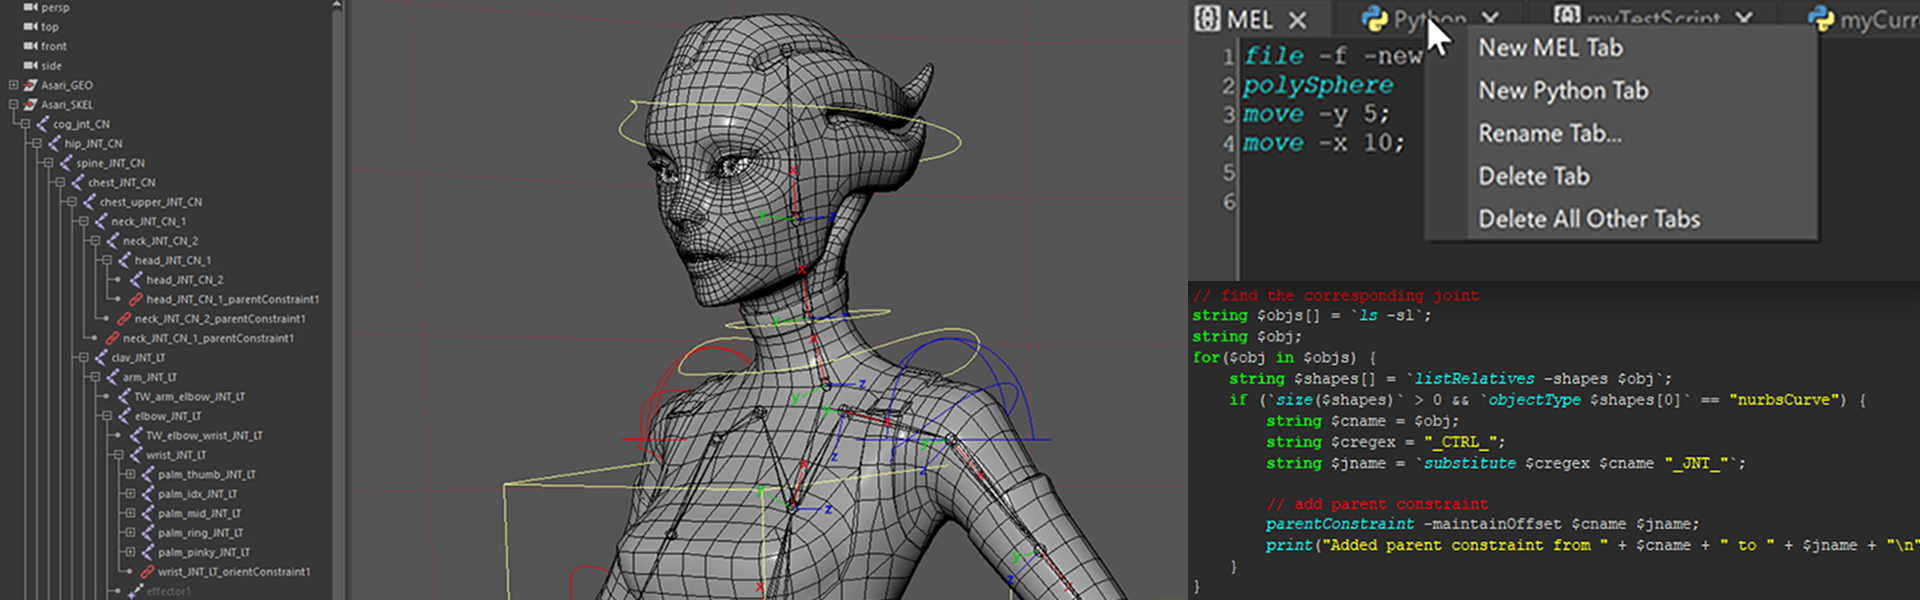 persp
top
front
side
Asari_GEO
Asari_SKEL
cog_jnt_CN
hip_JNT_CN
spine_JNT_CN
chest_JNT_CN
chest_upper_JNT_CN
neck_JNT_CN_1
neck_JNT_CN_2
head_JNT_CN_1
head_JNT_CN_2
head_JNT_CN_1_parentConstraint1
neck_JNT_CN_2_parentConstraint1
neck_JNT_CN_1_parentConstraint1
clav_JNT_LT
arm_JNT_LT
TW_arm_elbow_JNT_LT
elbow_JNT_LT
TW_elbow_wrist_JNT_LT
wrist_JNT_LT
palm_thumb_JNT_LT
palm_idx_JNT_LT
palm_mid_JNT_LT
palm_ring_JNT_LT
palm_pinky_JNT_LT
wrist_JNT_LT_orientConstraint1
effector1
x
y z
x
y
x
z
y
y x
z y
z
x
y
z
x
y
z
MEL Python myTestScript myCurr
1 file -f -new
2 polySphere
3 move -y 5;
4 move -x 10;
5
6
New MEL Tab
New Python Tab
Rename Tab...
Delete Tab
Delete All Other Tabs
// find the corresponding joint
string $objs[] = `ls -sl`;
string $obj;
for($obj in $objs) {
string $shapes[] = `listRelatives -shapes $obj`;
if (`size($shapes)` > 0 && `objectType $shapes[0]` == "nurbsCurve") {
string $cname = $obj;
string $cregex = "_CTRL_";
string $jname = `substitute $cregex $cname "_JNT_"`;
// add parent constraint
parentConstraint -maintainOffset $cname $jname;
print("Added parent constraint from " + $cname + " to " + $jname + "\n"
}
}